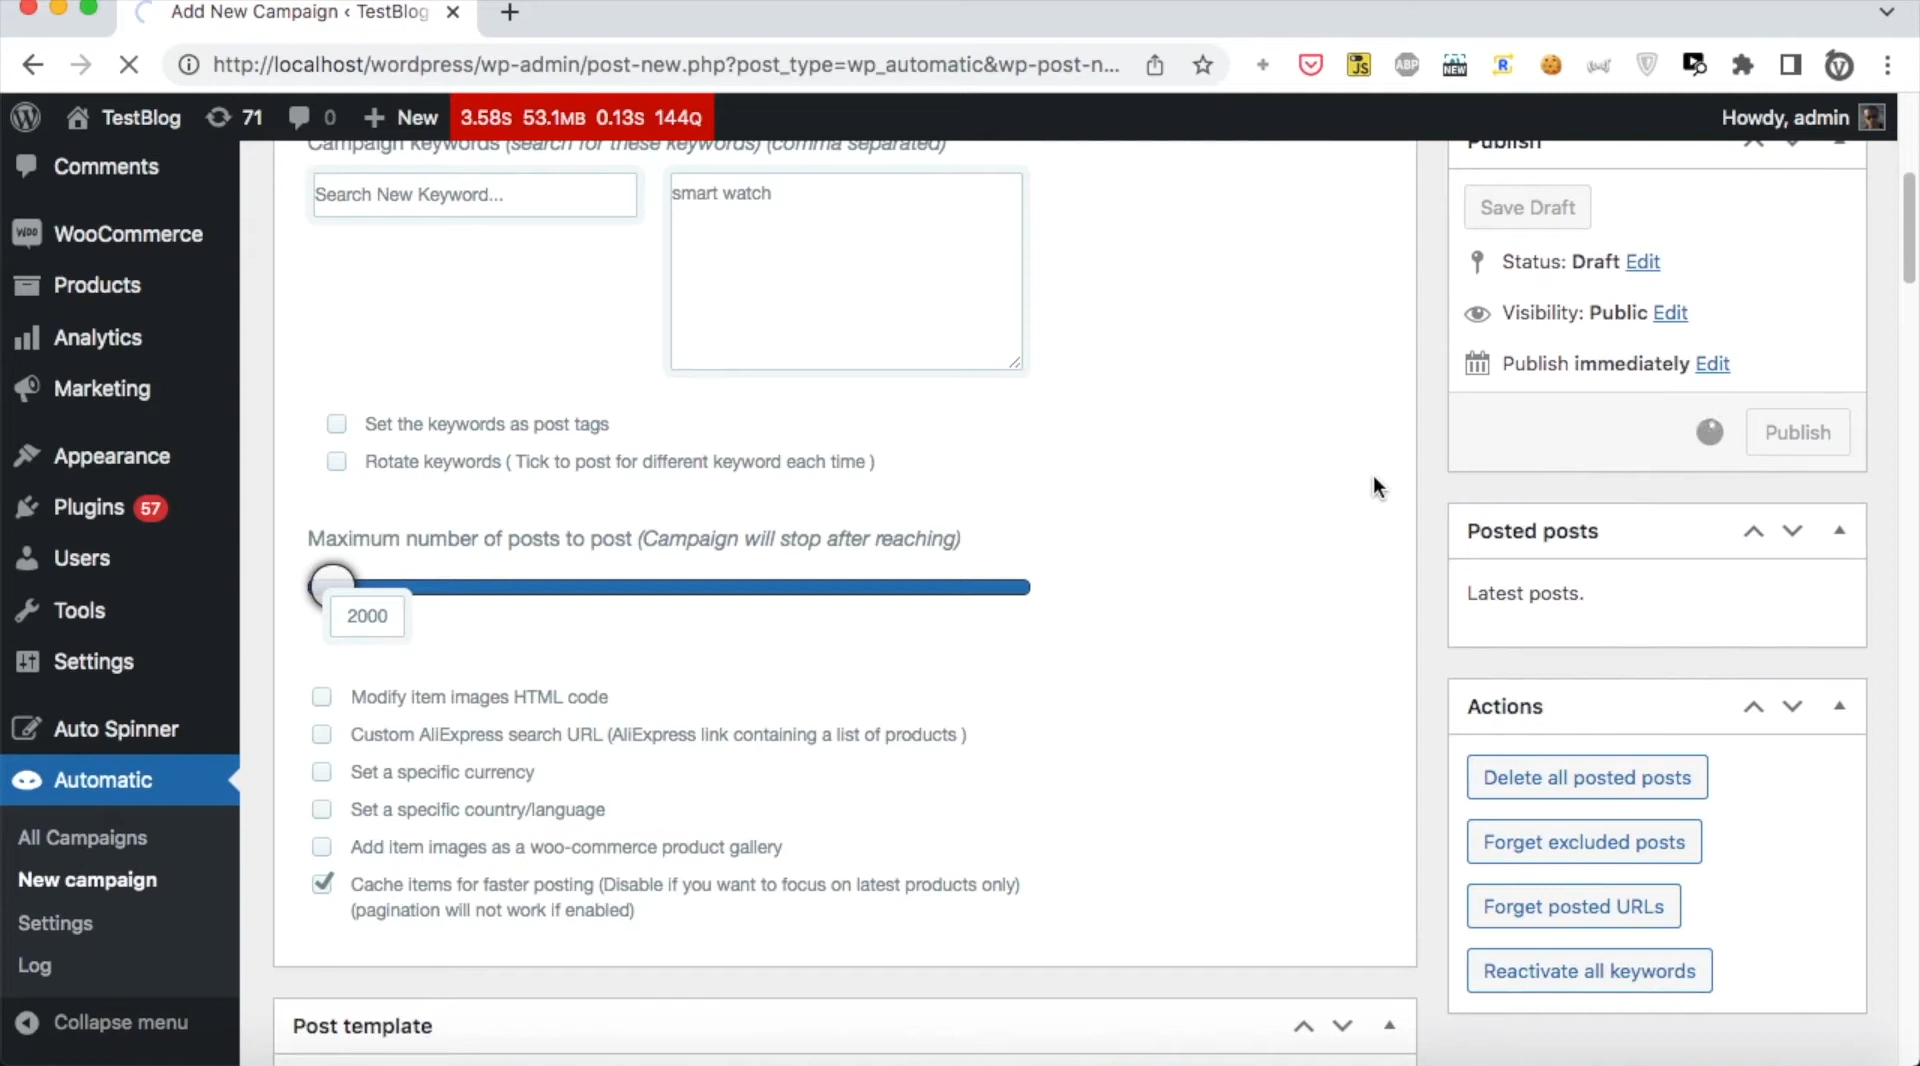 Add New Campaign ‹ TestBlog
http://localhost/wordpress/wp-admin/post-new.php?post_type=wp_automatic&wp-post-n...
JS
ABP
NEW
R
TestBlog
71
0
New
3.58S 53.1MB 0.13S 144Q
Howdy, admin
Comments
WooCommerce
Products
Analytics
Marketing
Appearance
Plugins 57
Users
Tools
Settings
Auto Spinner
Automatic
All Campaigns
New campaign
Settings
Log
Collapse menu
Campaign keywords (search for these keywords) (comma separated)
Search New Keyword...
smart watch
Set the keywords as post tags
Rotate keywords ( Tick to post for different keyword each time )
Maximum number of posts to post (Campaign will stop after reaching)
2000
Modify item images HTML code
Custom AliExpress search URL (AliExpress link containing a list of products )
Set a specific currency
Set a specific country/language
Add item images as a woo-commerce product gallery
Cache items for faster posting (Disable if you want to focus on latest products only)
(pagination will not work if enabled)
Post template
Publish
Save Draft
Status: Draft Edit
Visibility: Public Edit
Publish immediately Edit
Publish
Posted posts
Latest posts.
Actions
Delete all posted posts
Forget excluded posts
Forget posted URLs
Reactivate all keywords